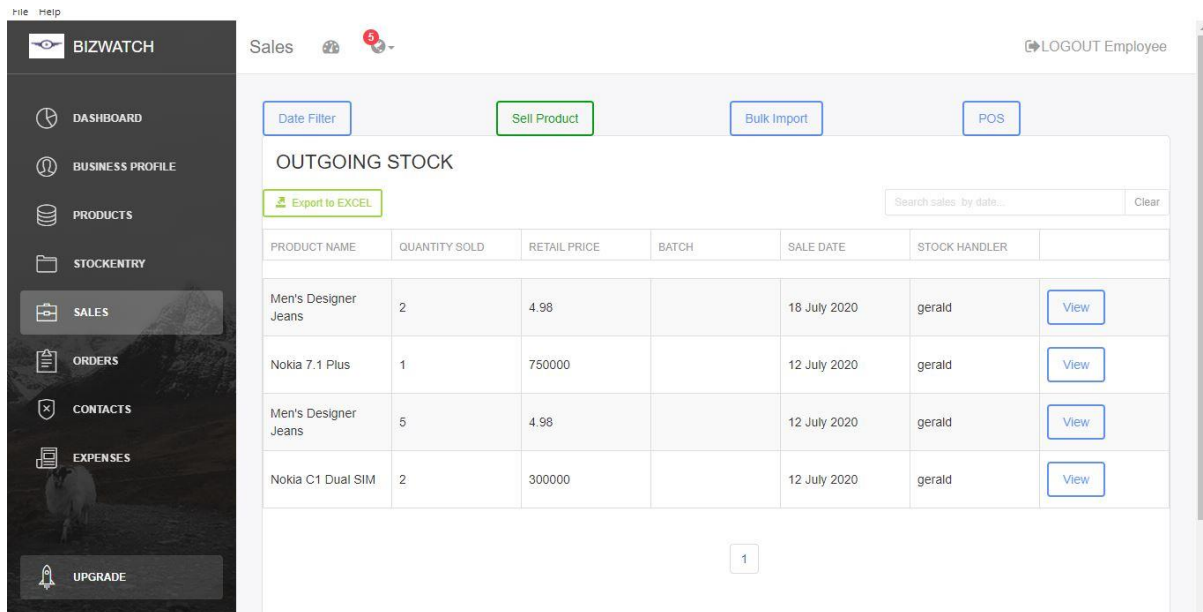 File Help
BIZWATCH
Sales
5
LOGOUT Employee
DASHBOARD
BUSINESS PROFILE
PRODUCTS
STOCKENTRY
SALES
ORDERS
CONTACTS
EXPENSES
UPGRADE
Date Filter Sell Product Bulk Import POS
OUTGOING STOCK
Export to EXCEL
Search sales by date... Clear
PRODUCT NAME QUANTITY SOLD RETAIL PRICE BATCH SALE DATE STOCK HANDLER
Men's Designer
Jeans
2 4.98 18 July 2020 gerald View
Nokia 7.1 Plus 1 750000 12 July 2020 gerald View
Men's Designer
Jeans
5 4.98 12 July 2020 gerald View
Nokia C1 Dual SIM 2 300000 12 July 2020 gerald View
1